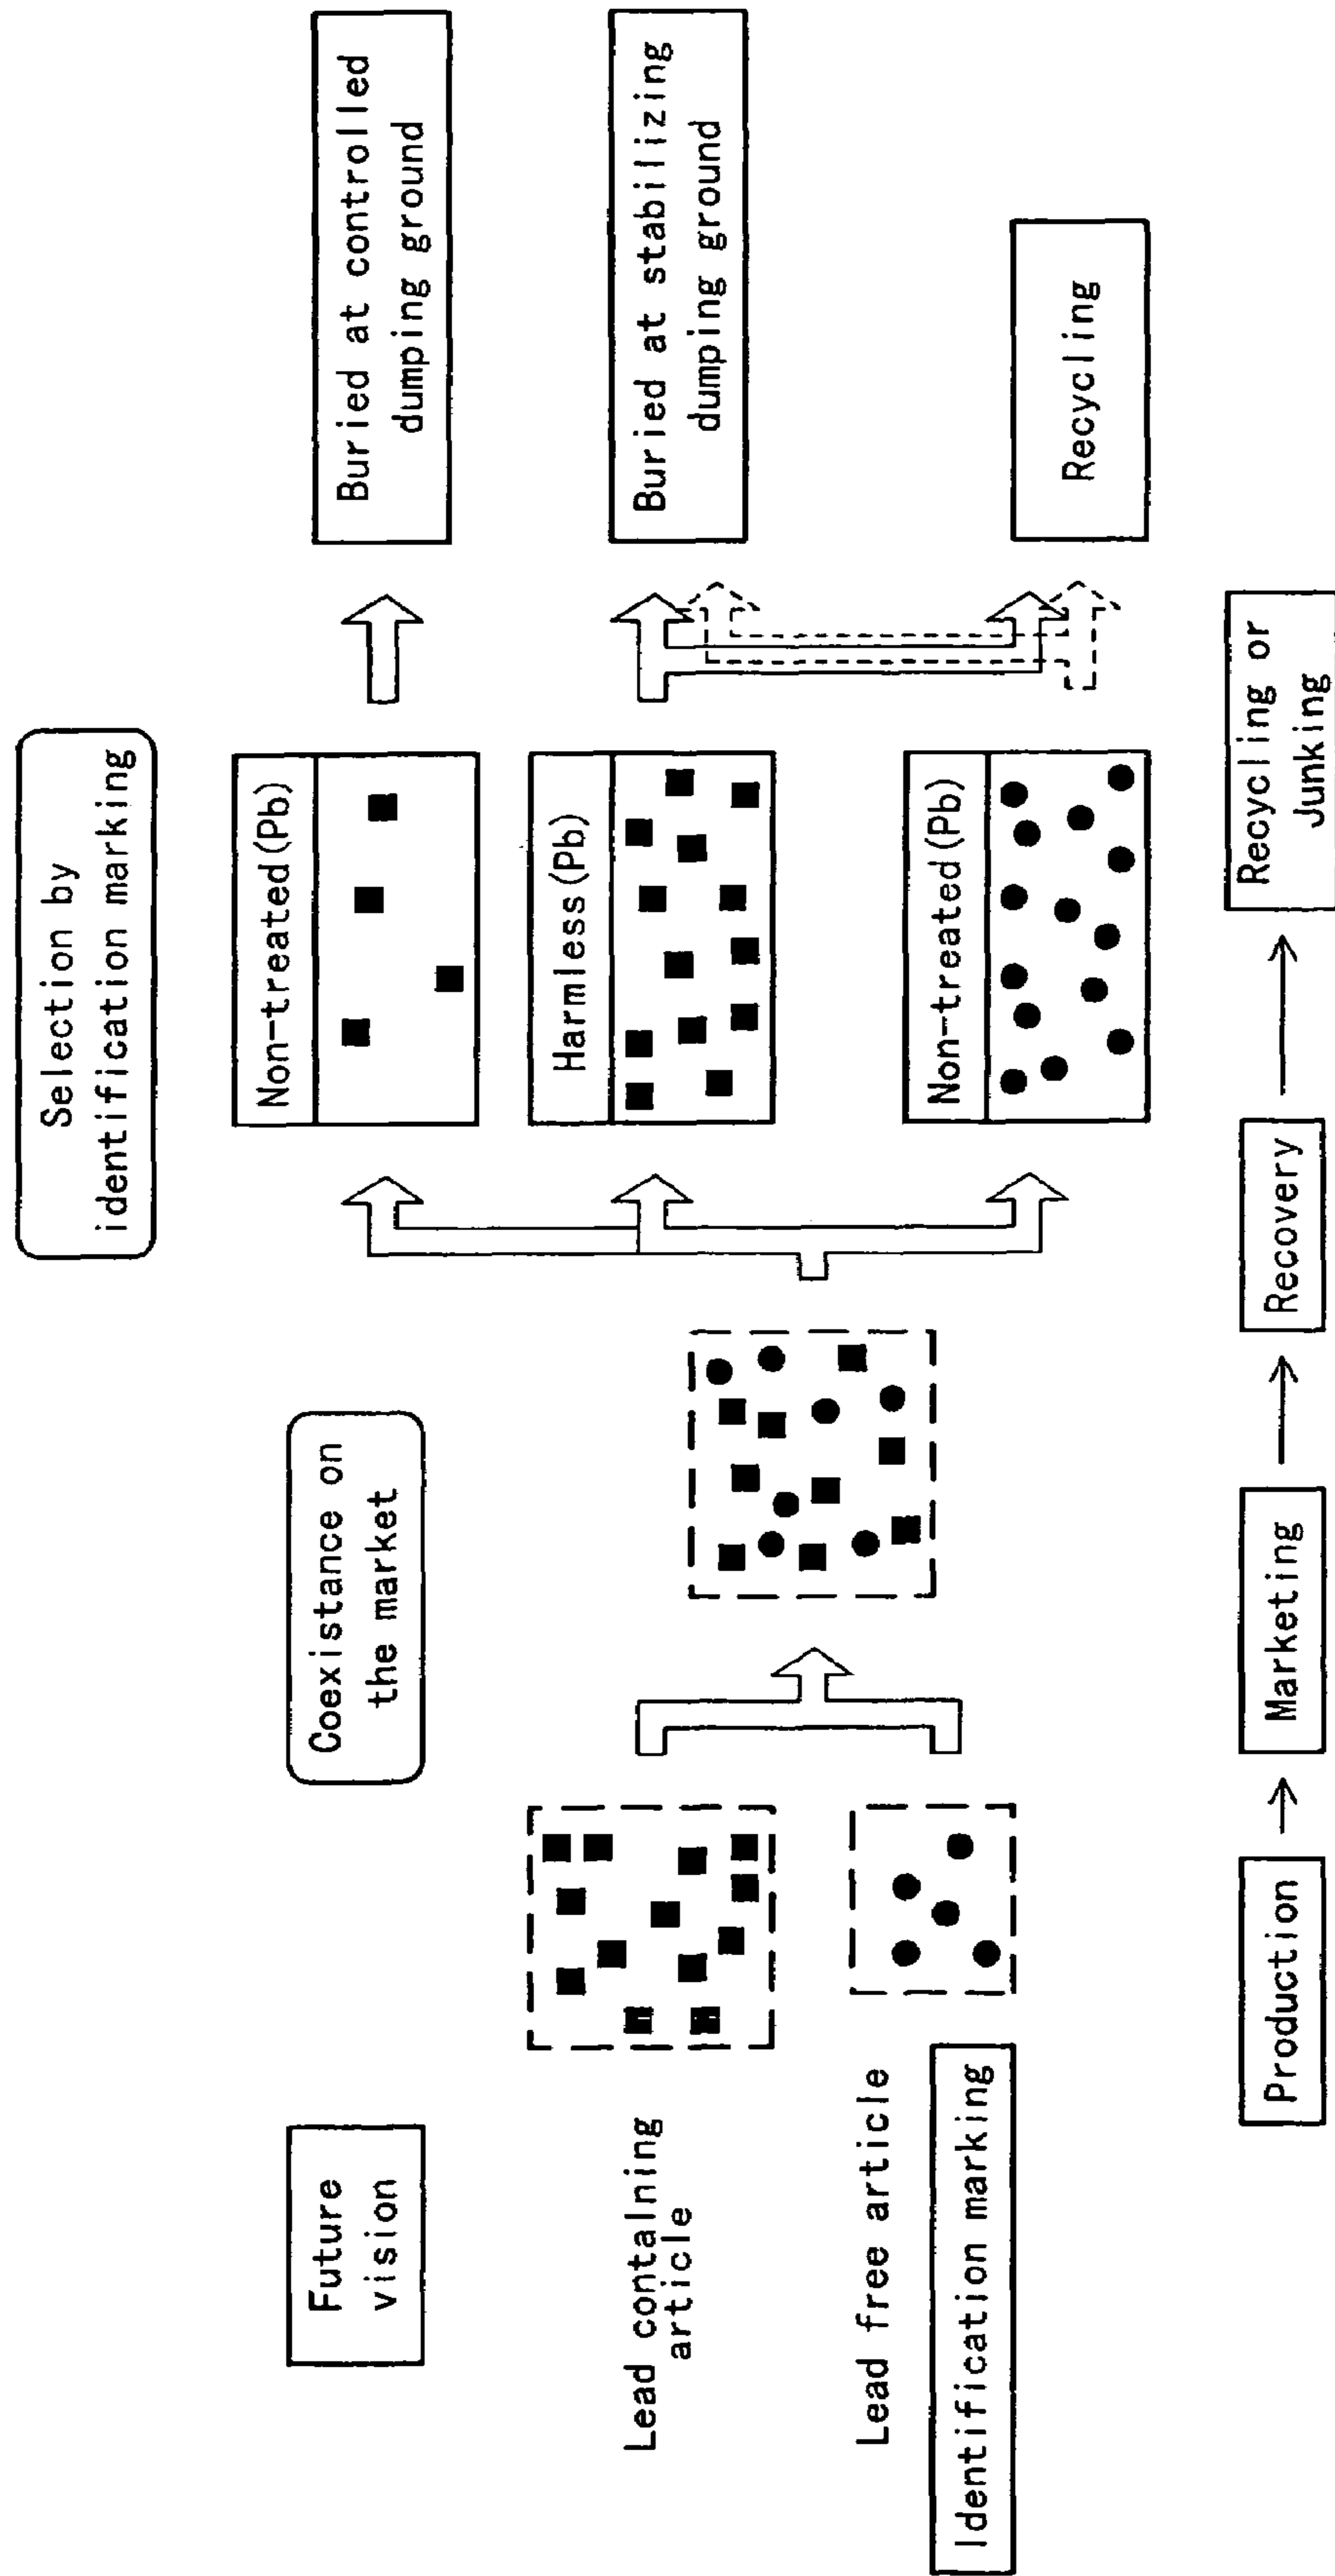 Selection by
identification marking
Future
vision
Coexistance on
the market
Non-treated(Pb)
Buried at controlled
dumping ground
Lead contalning
article
Harmless(Pb)
Buried at stabilizing
dumping ground
Lead free article
Identification marking
Non-treated(Pb)
Recycling
Production
Marketing
Recovery
Recycling or
Junking